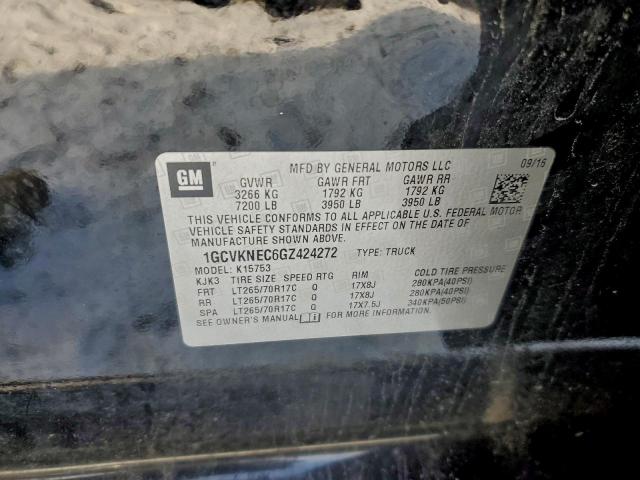 GM
MFD BY GENERAL MOTORS LLC
09/16
GVWR GAWR FRT GAWR RR
3266 KG 1792 KG 1792 KG
7200 LB 3950 LB 3950 LB
THIS VEHICLE CONFORMS TO ALL APPLICABLE U.S. FEDERAL MOTOR
VEHICLE SAFETY STANDARDS IN EFFECT ON THE DATE OF
MANUFACTURE SHOWN ABOVE.
1GCVKNEC6GZ424272 TYPE: TRUCK
MODEL: K15753
KJK3 TIRE SIZE SPEED RTG RIM COLD TIRE PRESSURE
FRT LT265/70R17C Q 17X8J 280KPA(40PSI)
RR LT265/70R17C Q 17X8J 280KPA(40PSI)
SPA LT265/70R17C Q 17X7.5J 340KPA(50PSI)
SEE OWNER'S MANUAL i FOR MORE INFORMATION.